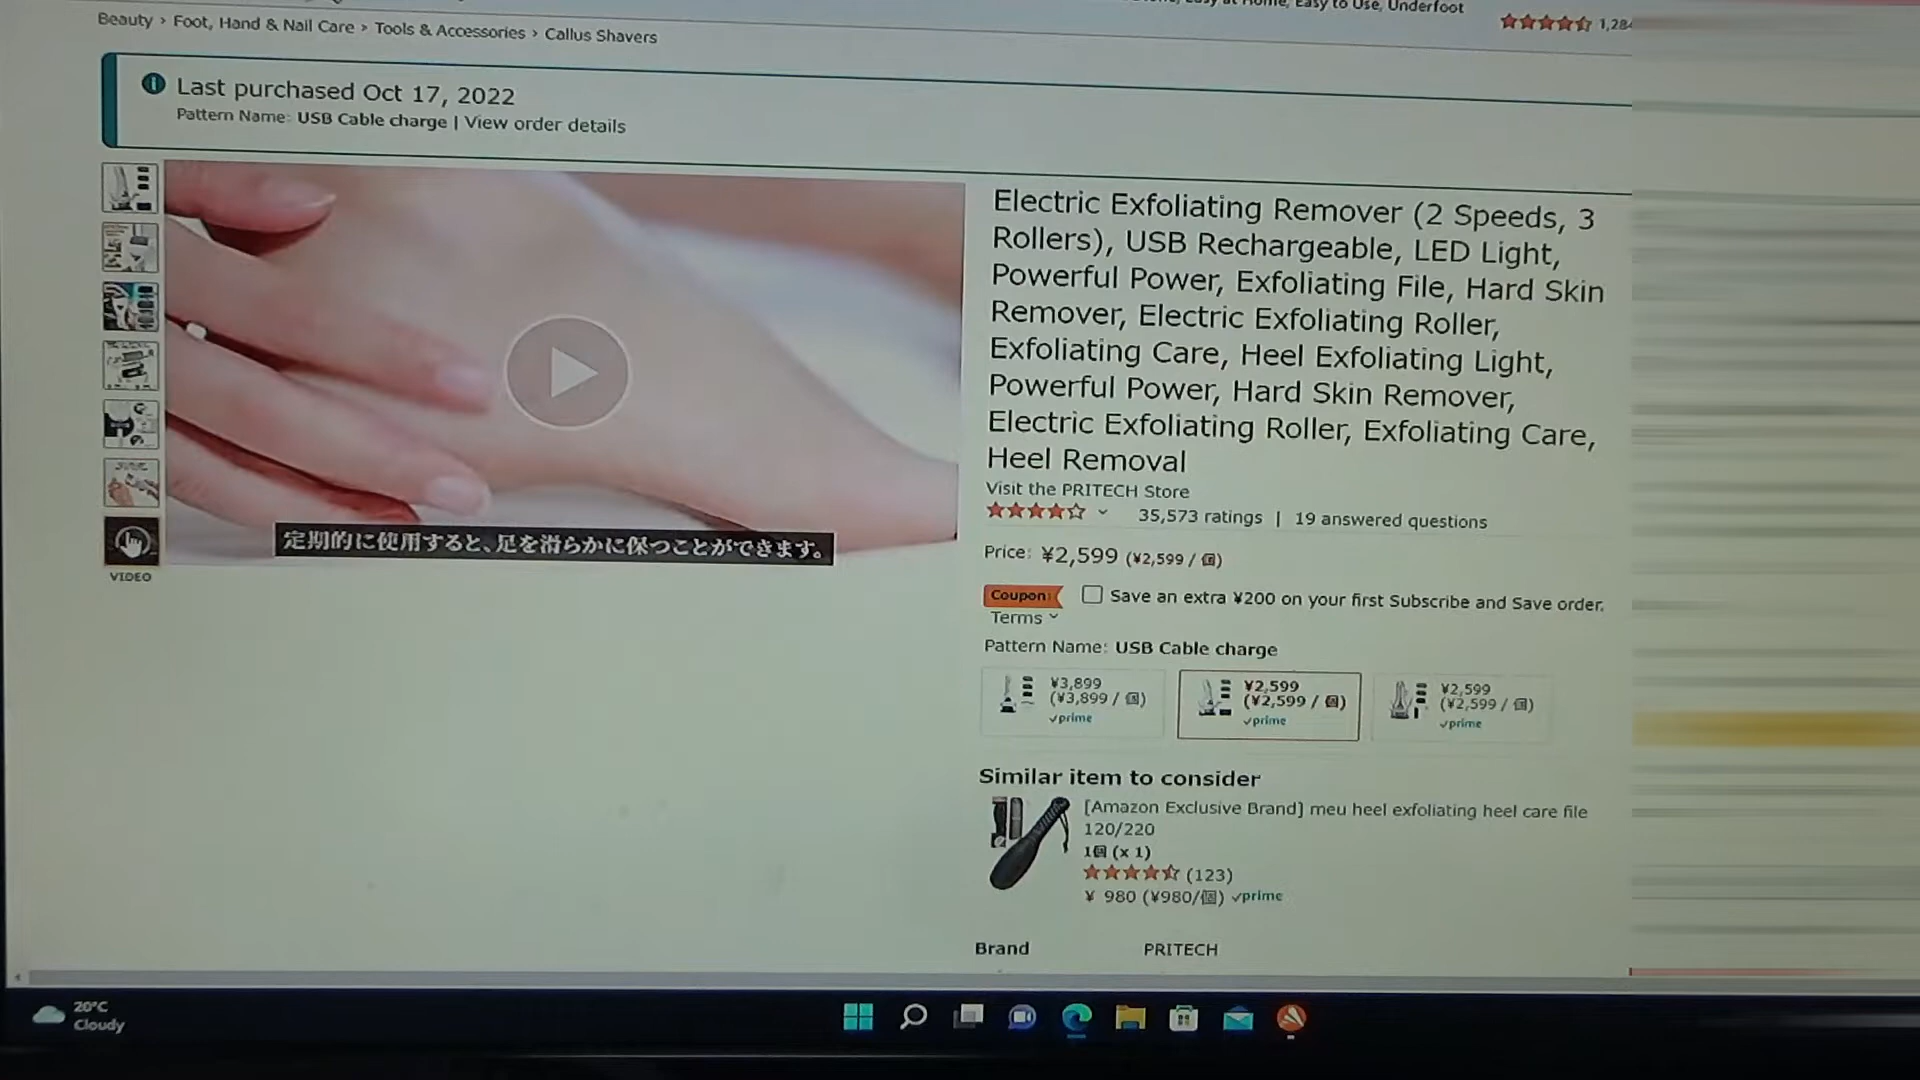 Easy to Use, Underfoot
1,284
Beauty › Foot, Hand & Nail Care › Tools & Accessories › Callus Shavers
Last purchased Oct 17, 2022
Pattern Name: USB Cable charge | View order details
Electric Exfoliating Remover (2 Speeds, 3
Rollers), USB Rechargeable, LED Light,
Powerful Power, Exfoliating File, Hard Skin
Remover, Electric Exfoliating Roller,
Exfoliating Care, Heel Exfoliating Light,
Powerful Power, Hard Skin Remover,
Electric Exfoliating Roller, Exfoliating Care,
Heel Removal
Visit the PRITECH Store
35,573 ratings | 19 answered questions
定期的に使用すると、足を滑らかに保つことができます。
VIDEO
Price: ¥2,599 (¥2,599 / 個)
Coupon Save an extra ¥200 on your first Subscribe and Save order.
Terms
Pattern Name: USB Cable charge
¥3,899
(¥3,899 / 個)
prime
¥2,599
(¥2,599 / 個)
prime
¥2,599
(¥2,599 / 個)
prime
Similar item to consider
[Amazon Exclusive Brand] meu heel exfoliating heel care file
120/220
1個 (x 1)
(123)
¥ 980 (¥980/個) prime
Brand PRITECH
20°C
Cloudy